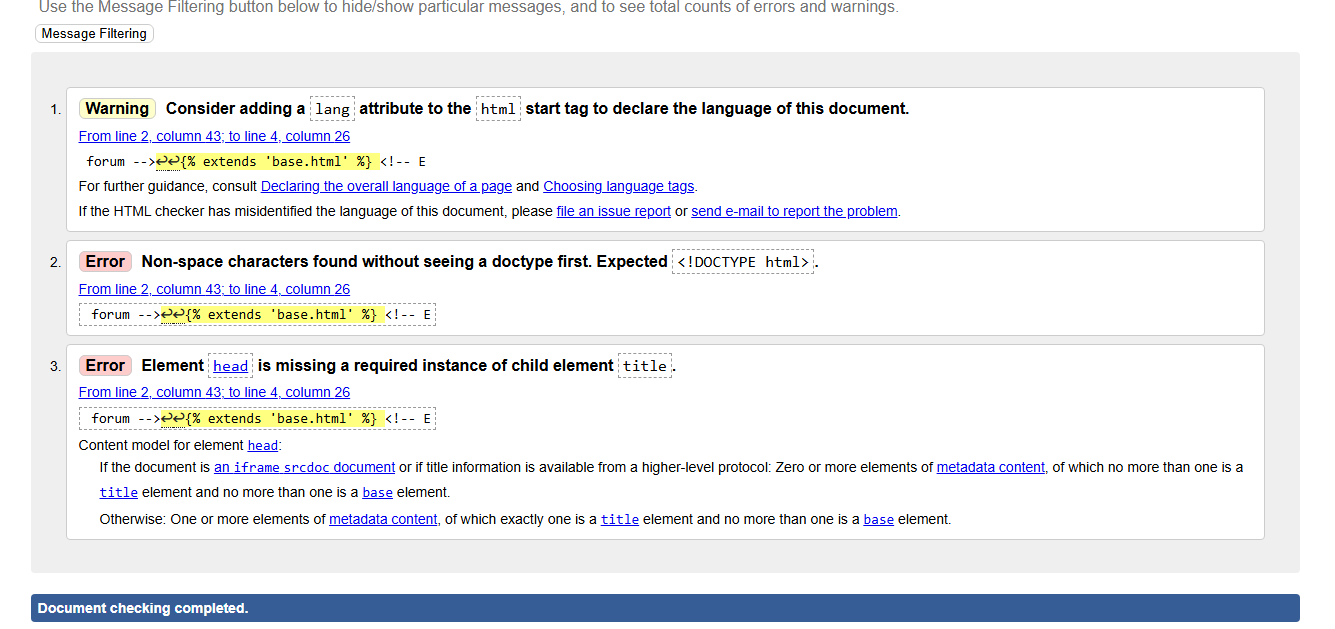 Use the Message Filtering button below to hide/show particular messages, and to see total counts of errors and warnings.
Message Filtering
1. Warning Consider adding a lang attribute to the html start tag to declare the language of this document.
From line 2, column 43; to line 4, column 26
forum -->↩↩{% extends 'base.html' %} <!-- E
For further guidance, consult Declaring the overall language of a page and Choosing language tags.
If the HTML checker has misidentified the language of this document, please file an issue report or send e-mail to report the problem.
2. Error Non-space characters found without seeing a doctype first. Expected <!DOCTYPE html>.
From line 2, column 43; to line 4, column 26
forum -->↩↩{% extends 'base.html' %} <!-- E
3. Error Element head is missing a required instance of child element title.
From line 2, column 43; to line 4, column 26
forum -->↩↩{% extends 'base.html' %} <!-- E
Content model for element head:
If the document is an iframe srcdoc document or if title information is available from a higher-level protocol: Zero or more elements of metadata content, of which no more than one is a
title element and no more than one is a base element.
Otherwise: One or more elements of metadata content, of which exactly one is a title element and no more than one is a base element.
Document checking completed.